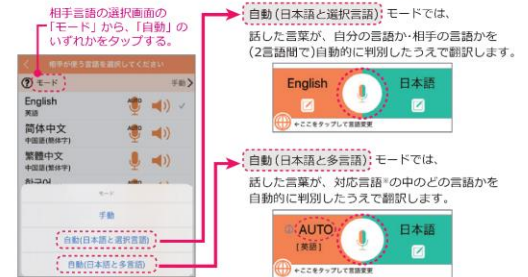 相手言語の選択画面の
「モード」から、「自動」の
いずれかをタップする。
相手が使う言語を選択してください
? モード
手動
English
英語
AUTO
简体中文
中国語(簡体字)
繁體中文
中国語(繁体字)
한국어
モード
手動
自動(日本語と選択言語)
自動(日本語と多言語)
自動(日本語と選択言語) モードでは、
話した言葉が、自分の言語か・相手の言語かを
(2言語間で)自動的に判別したうえで翻訳します。
English
日本語
←ここをタップして言語変更
自動(日本語と多言語) モードでは、
話した言葉が、対応言語※の中のどの言語かを
自動的に判別したうえで翻訳します。
AUTO
[英語]
日本語
←ここをタップして言語変更